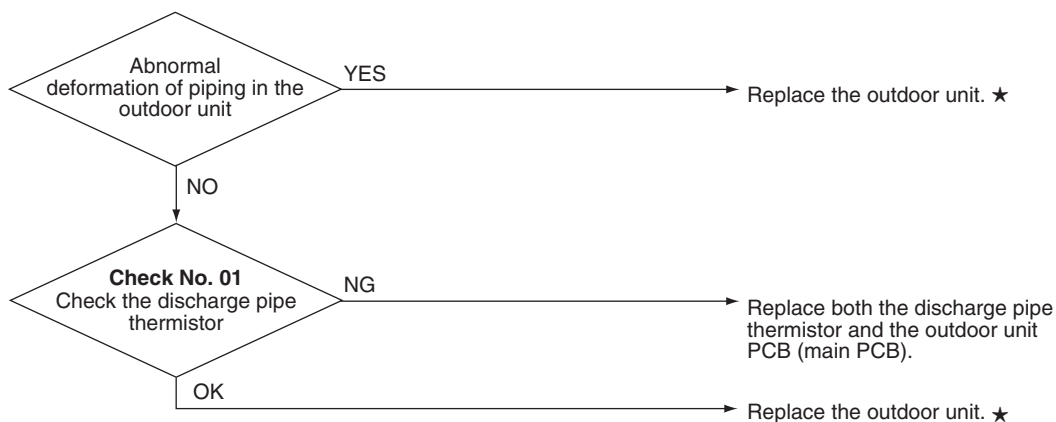 Abnormal
deformation of piping in the
outdoor unit
YES
Replace the outdoor unit. ★
NO
Check No. 01
Check the discharge pipe
thermistor
NG
Replace both the discharge pipe
thermistor and the outdoor unit
PCB (main PCB).
OK
Replace the outdoor unit. ★